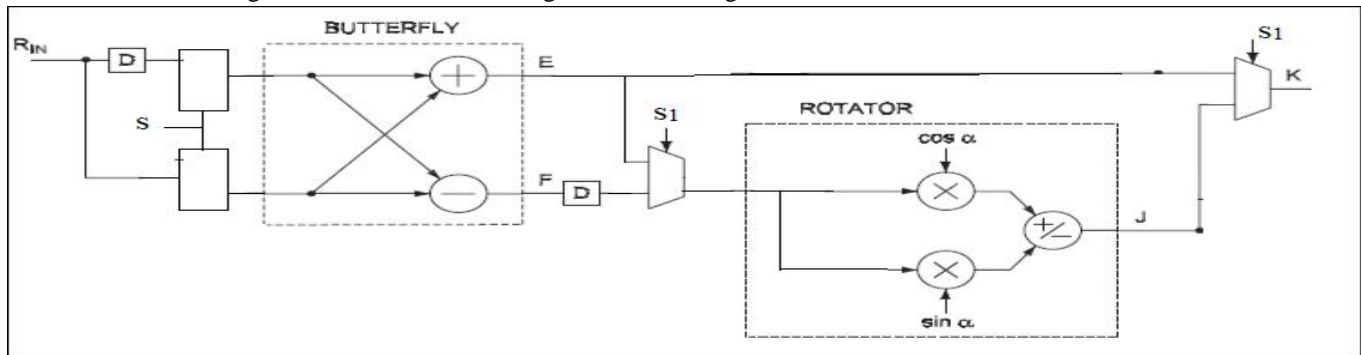 BUTTERFLY
R_IN
D
S
E
F
D
S1
ROTATOR
cos α
×
+/−
×
sin α
J
S1
K
+
−